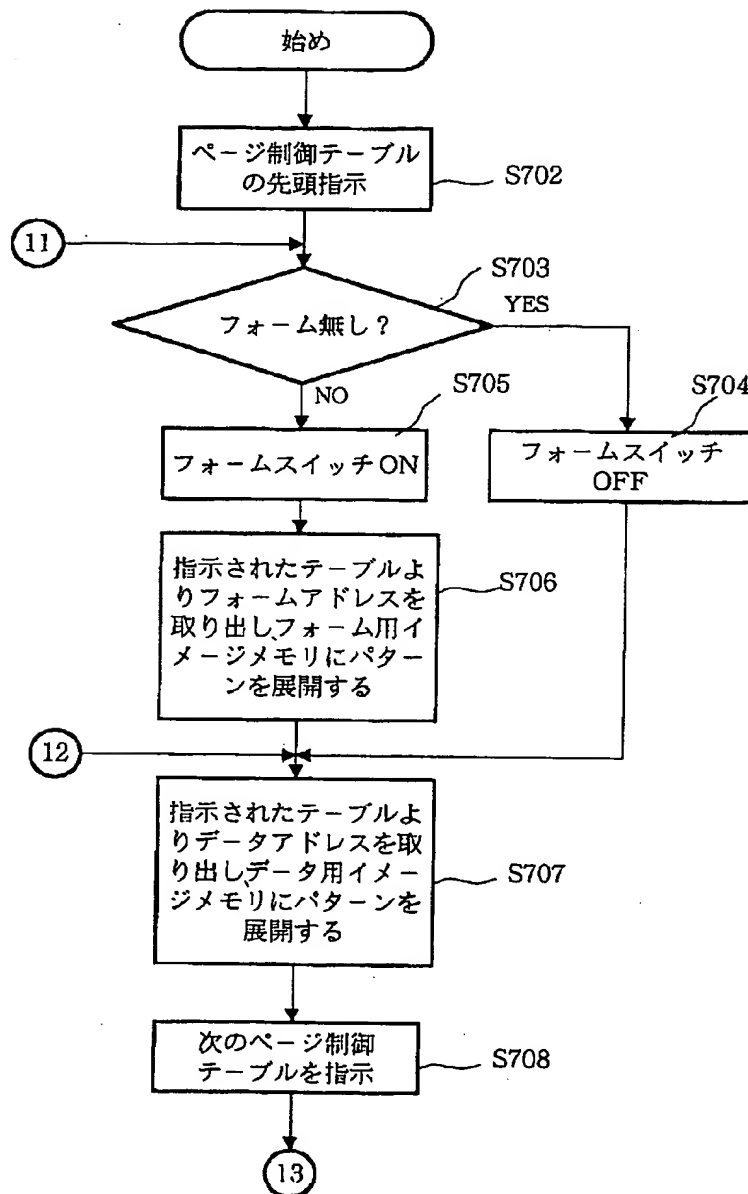 始め
ページ制御テーブル
の先頭指示
S702
11
S703
フォーム無し?
YES
NO
S705
S704
フォームスイッチON
フォームスイッチ
OFF
指示されたテーブルよ
りフォームアドレスを
取り出し、フォーム用イ
メージメモリにパター
ンを展開する
S706
12
指示されたテーブルよ
りデータアドレスを取
り出し、データ用イメー
ジメモリにパターンを
展開する
S707
次のページ制御
テーブルを指示
S708
13